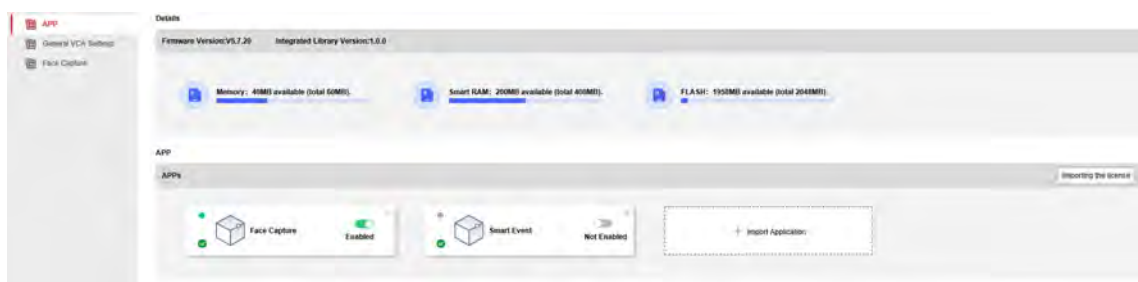 APP
General VCA Settings
Face Capture
Details
Firmware Version:V5.7.20 Integrated Library Version:1.0.0
Memory: 40MB available (total 60MB).
Smart RAM: 200MB available (total 400MB).
FLASH: 1950MB available (total 2048MB).
APP
APPs
Importing the license
Face Capture
Enabled
Smart Event
Not Enabled
+ Import Application